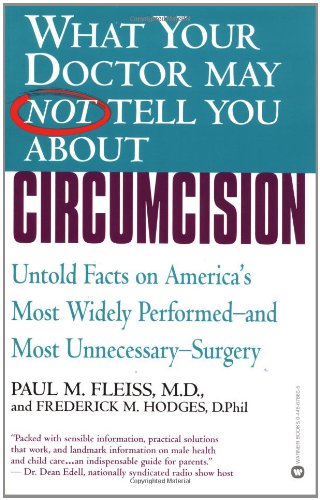 WHAT YOUR
DOCTOR MAY
NOT TELL YOU
ABOUT
CIRCUMCISION
Untold Facts on America's
Most Widely Performed–and
Most Unnecessary–Surgery
PAUL M. FLEISS, M.D.,
and FREDERICK M. HODGES, D.Phil
"Packed with sensible information, practical solutions
that work, and landmark information on male health
and child care...an indispensable guide for parents."
— Dr. Dean Edell, nationally syndicated radio show host